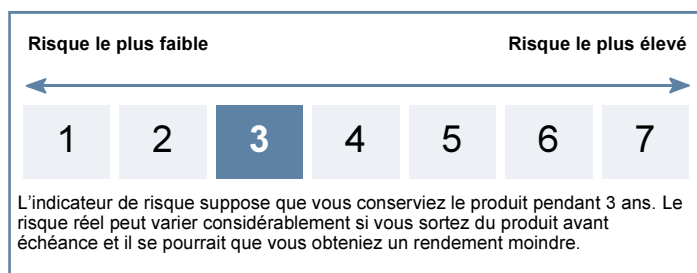 Risque le plus faible Risque le plus élevé
1 2 3 4 5 6 7
L'indicateur de risque suppose que vous conserviez le produit pendant 3 ans. Le
risque réel peut varier considérablement si vous sortez du produit avant
échéance et il se pourrait que vous obteniez un rendement moindre.